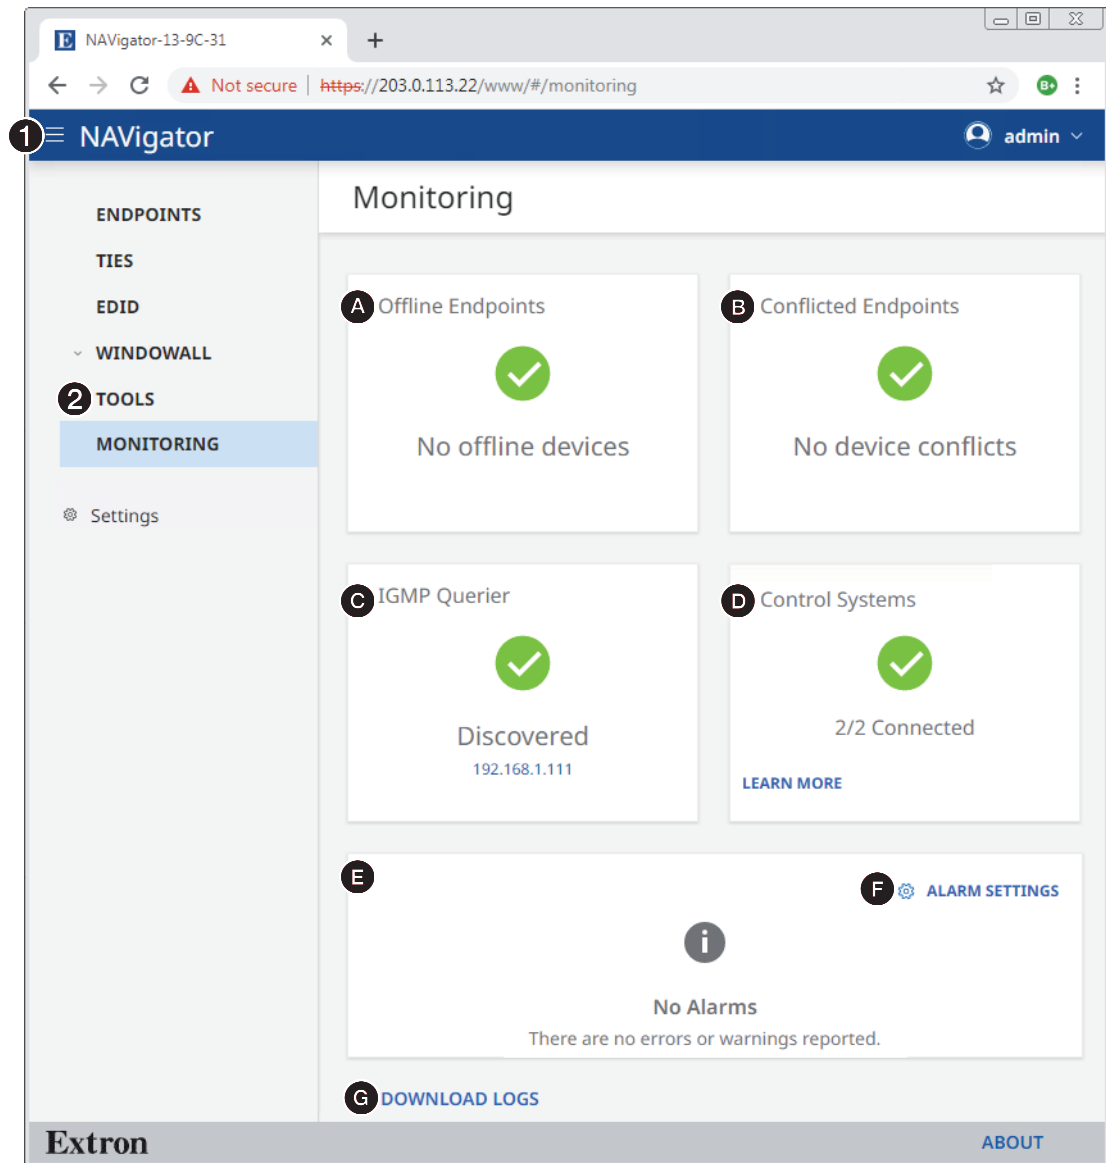 E NAVigator-13-9C-31
Not secure | https://203.0.113.22/www/#/monitoring
B+
1 NAVigator admin
Monitoring
ENDPOINTS
TIES
EDID
WINDOWALL
2 TOOLS
MONITORING
Settings
A Offline Endpoints
No offline devices
B Conflicted Endpoints
No device conflicts
C IGMP Querier
Discovered
192.168.1.111
D Control Systems
2/2 Connected
LEARN MORE
E
F ALARM SETTINGS
i
No Alarms
There are no errors or warnings reported.
G DOWNLOAD LOGS
Extron ABOUT